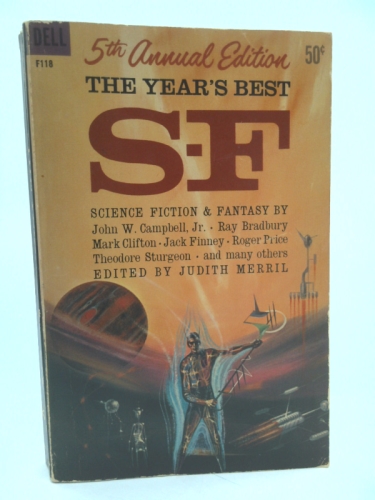 DELL
F118
5th Annual Edition
50¢
THE YEAR'S BEST
S-F
SCIENCE FICTION & FANTASY BY
John W. Campbell, Jr. · Ray Bradbury
Mark Clifton · Jack Finney · Roger Price
Theodore Sturgeon · and many others
EDITED BY JUDITH MERRIL